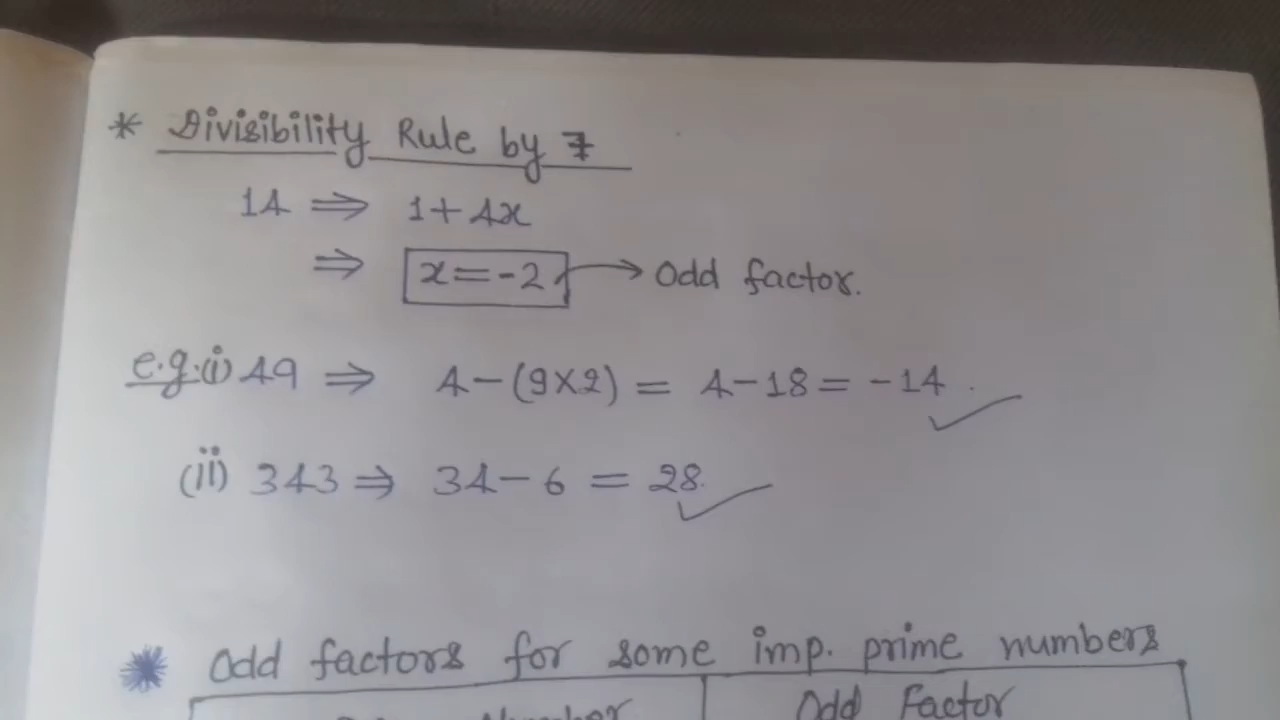 * Divisibility Rule by 7
14 ⇒ 1+4x
⇒ x=-2 → Odd factor.
e.g.(i) 49 ⇒ 4-(9×2) = 4-18 = -14.
(ii) 343 ⇒ 34-6 = 28.
* Odd factors for some imp. prime numbers
Number Odd Factor